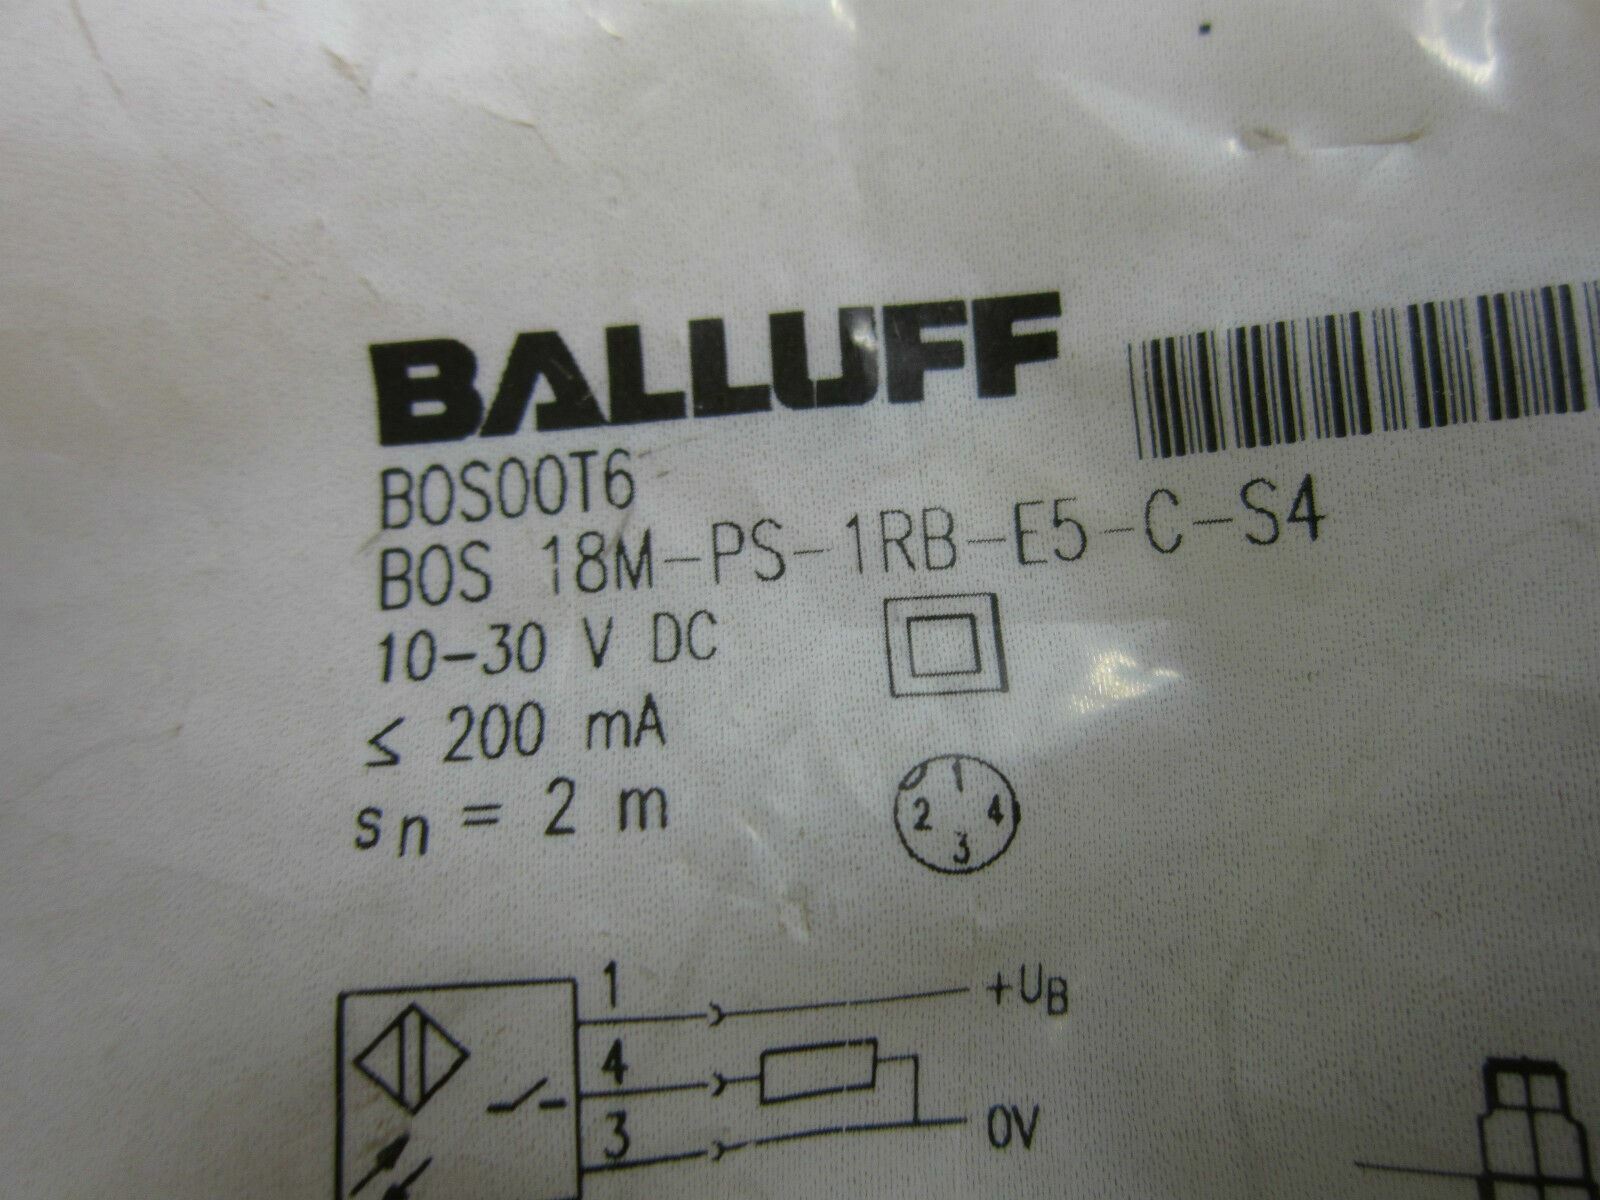 BALLUFF
BOS00T6
BOS 18M-PS-1RB-E5-C-S4
10-30 V DC
≤ 200 mA
sn = 2 m
1
2 4
3
1 +UB
4
3 0V